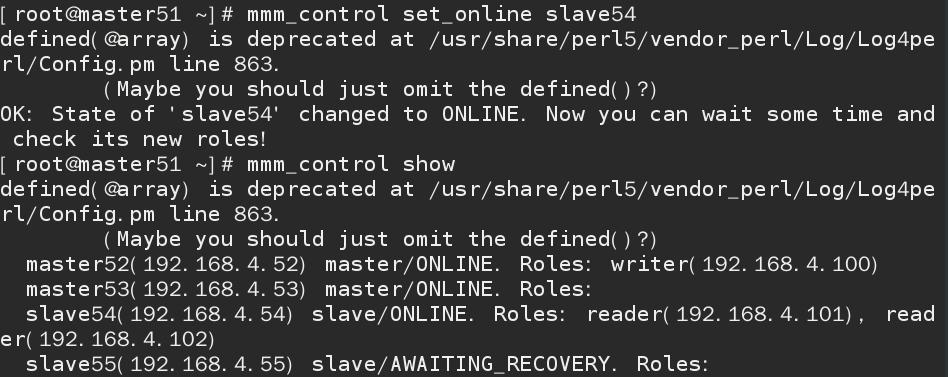 [root@master51 ~]# mmm_control set_online slave54
defined(@array) is deprecated at /usr/share/perl5/vendor_perl/Log/Log4pe
rl/Config.pm line 863.
        (Maybe you should just omit the defined()?)
OK: State of 'slave54' changed to ONLINE. Now you can wait some time and
 check its new roles!
[root@master51 ~]# mmm_control show
defined(@array) is deprecated at /usr/share/perl5/vendor_perl/Log/Log4pe
rl/Config.pm line 863.
        (Maybe you should just omit the defined()?)
  master52(192.168.4.52) master/ONLINE. Roles: writer(192.168.4.100)
  master53(192.168.4.53) master/ONLINE. Roles:
  slave54(192.168.4.54) slave/ONLINE. Roles: reader(192.168.4.101), read
er(192.168.4.102)
  slave55(192.168.4.55) slave/AWAITING_RECOVERY. Roles: